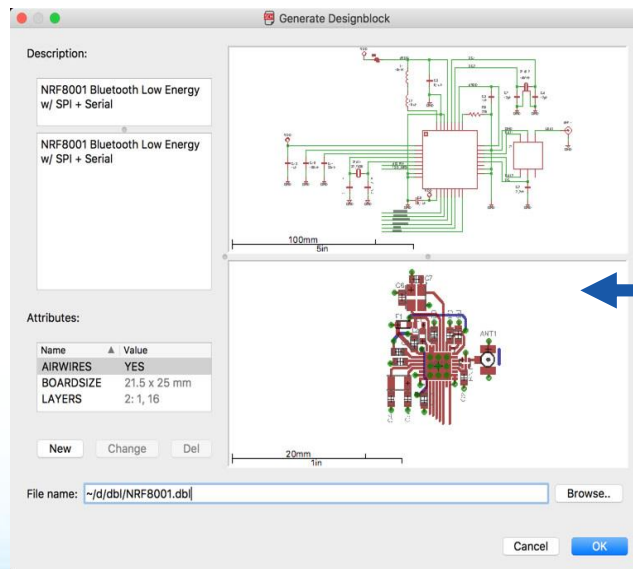 Generate Designblock
Description:
NRF8001 Bluetooth Low Energy
w/ SPI + Serial
NRF8001 Bluetooth Low Energy
w/ SPI + Serial
100mm
5in
Attributes:
Name Value
AIRWIRES YES
BOARDSIZE 21.5 x 25 mm
LAYERS 2: 1, 16
New Change Del
C6 C7
ANT1
20mm
1in
File name: ~/d/dbl/NRF8001.dbl Browse..
Cancel OK